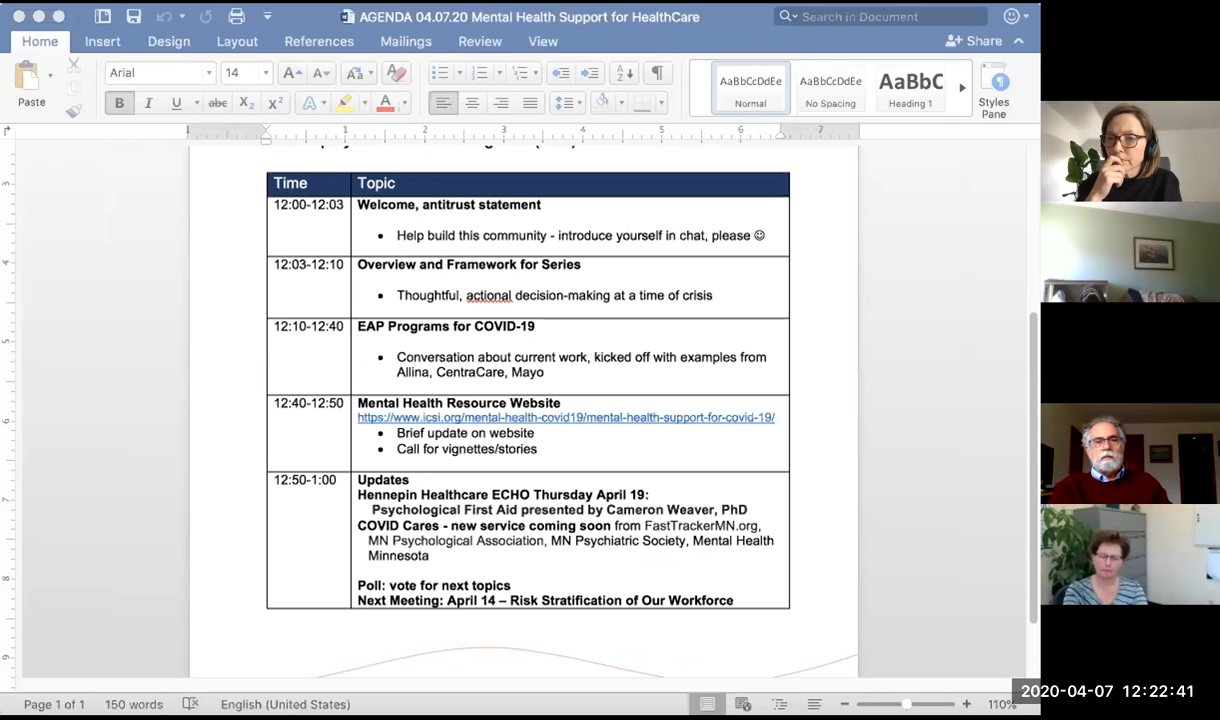 AGENDA 04.07.20 Mental Health Support for HealthCare
Search in Document
Home Insert Design Layout References Mailings Review View
Share
Paste
Arial 14
AaBbCcDdEe AaBbCcDdEe AaBbC
Normal No Spacing Heading 1
Styles Pane
Time Topic
12:00-12:03 Welcome, antitrust statement
• Help build this community - introduce yourself in chat, please ☺
12:03-12:10 Overview and Framework for Series
• Thoughtful, actional decision-making at a time of crisis
12:10-12:40 EAP Programs for COVID-19
• Conversation about current work, kicked off with examples from
Allina, CentraCare, Mayo
12:40-12:50 Mental Health Resource Website
https://www.icsi.org/mental-health-covid19/mental-health-support-for-covid-19/
• Brief update on website
• Call for vignettes/stories
12:50-1:00 Updates
Hennepin Healthcare ECHO Thursday April 19:
Psychological First Aid presented by Cameron Weaver, PhD
COVID Cares - new service coming soon from FastTrackerMN.org,
MN Psychological Association, MN Psychiatric Society, Mental Health
Minnesota
Poll: vote for next topics
Next Meeting: April 14 – Risk Stratification of Our Workforce
Page 1 of 1 150 words English (United States) 110%
2020-04-07 12:22:41